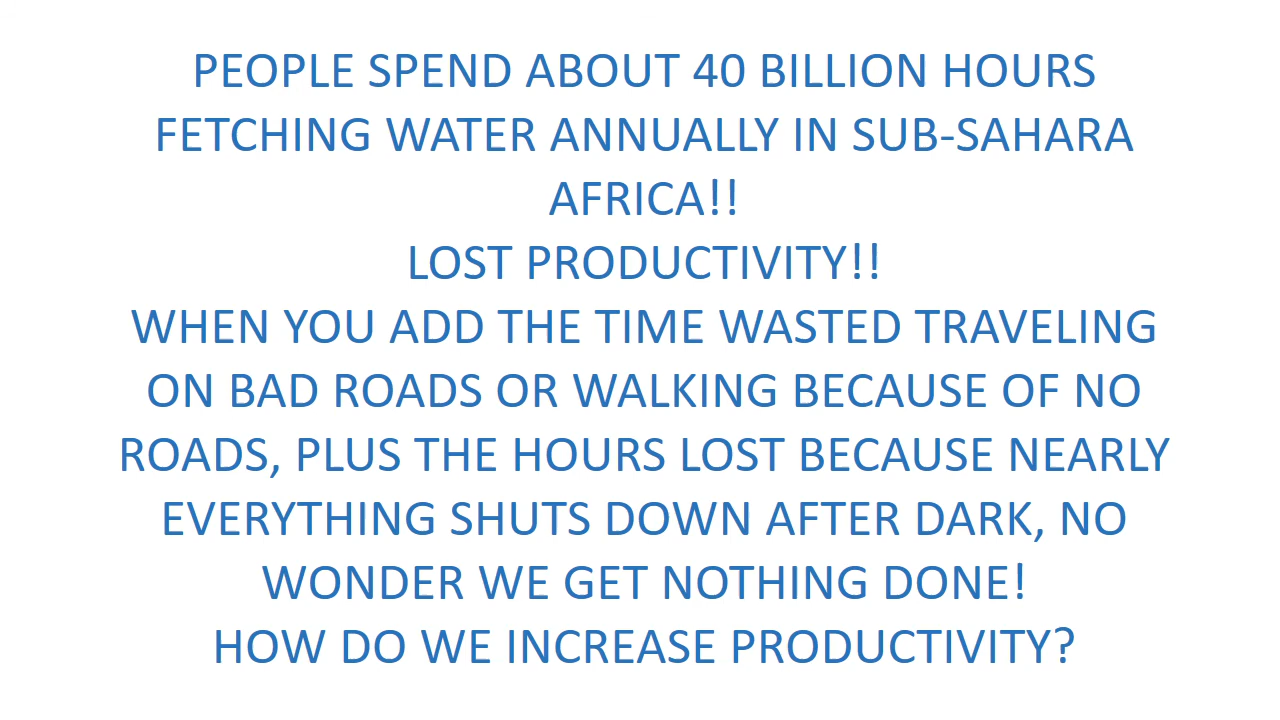 PEOPLE SPEND ABOUT 40 BILLION HOURS
FETCHING WATER ANNUALLY IN SUB-SAHARA
AFRICA!!
LOST PRODUCTIVITY!!
WHEN YOU ADD THE TIME WASTED TRAVELING
ON BAD ROADS OR WALKING BECAUSE OF NO
ROADS, PLUS THE HOURS LOST BECAUSE NEARLY
EVERYTHING SHUTS DOWN AFTER DARK, NO
WONDER WE GET NOTHING DONE!
HOW DO WE INCREASE PRODUCTIVITY?